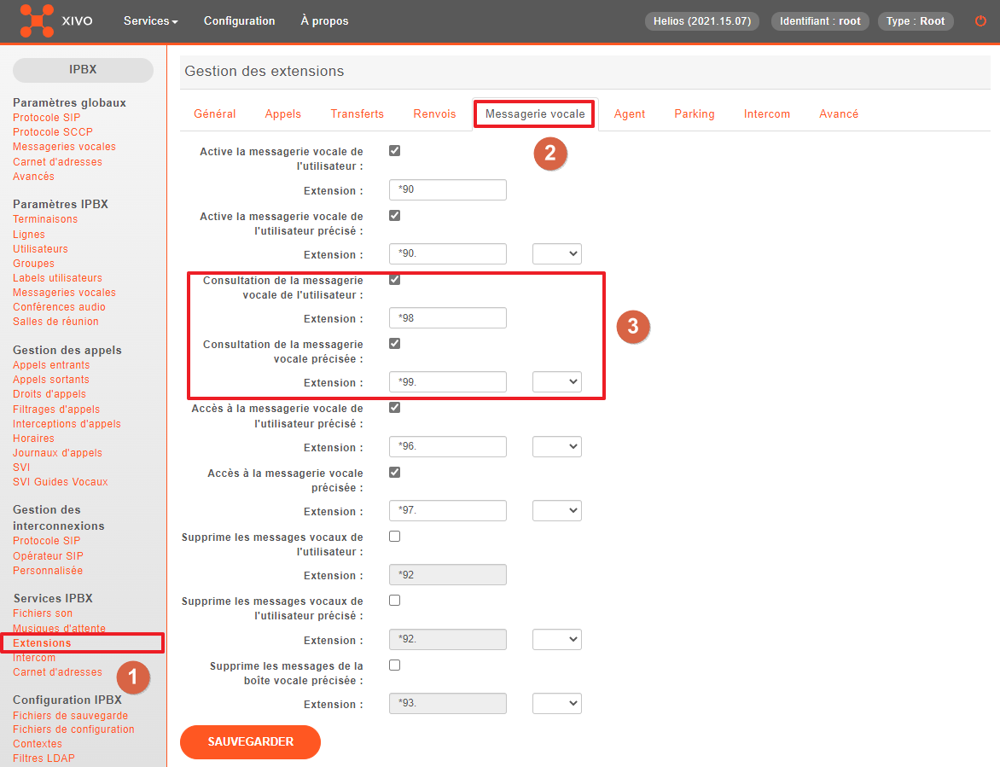 XIVO
Services
Configuration
À propos
Helios (2021.15.07)
Identifiant : root
Type : Root
IPBX
Paramètres globaux
Protocole SIP
Protocole SCCP
Messageries vocales
Carnet d'adresses
Avancés
Paramètres IPBX
Terminaisons
Lignes
Utilisateurs
Groupes
Labels utilisateurs
Messageries vocales
Conférences audio
Salles de réunion
Gestion des appels
Appels entrants
Appels sortants
Droits d'appels
Filtrages d'appels
Interceptions d'appels
Horaires
Journaux d'appels
SVI
SVI Guides Vocaux
Gestion des
interconnexions
Protocole SIP
Opérateur SIP
Personnalisée
Services IPBX
Fichiers son
Musiques d'attente
Extensions
Intercom
Carnet d'adresses
1
Configuration IPBX
Fichiers de sauvegarde
Fichiers de configuration
Contextes
Filtres LDAP
Gestion des extensions
Général
Appels
Transferts
Renvois
Messagerie vocale
Agent
Parking
Intercom
Avancé
2
Active la messagerie vocale de
l'utilisateur :
Extension :
*90
Active la messagerie vocale de
l'utilisateur précisé :
Extension :
*90.
Consultation de la messagerie
vocale de l'utilisateur :
Extension :
*98
3
Consultation de la messagerie
vocale précisée :
Extension :
*99.
Accès à la messagerie vocale de
l'utilisateur précisé :
Extension :
*96.
Accès à la messagerie vocale
précisée :
Extension :
*97.
Supprime les messages vocaux de
l'utilisateur :
Extension :
*92
Supprime les messages vocaux de
l'utilisateur précisé :
Extension :
*92.
Supprime les messages de la
boîte vocale précisée :
Extension :
*93.
SAUVEGARDER